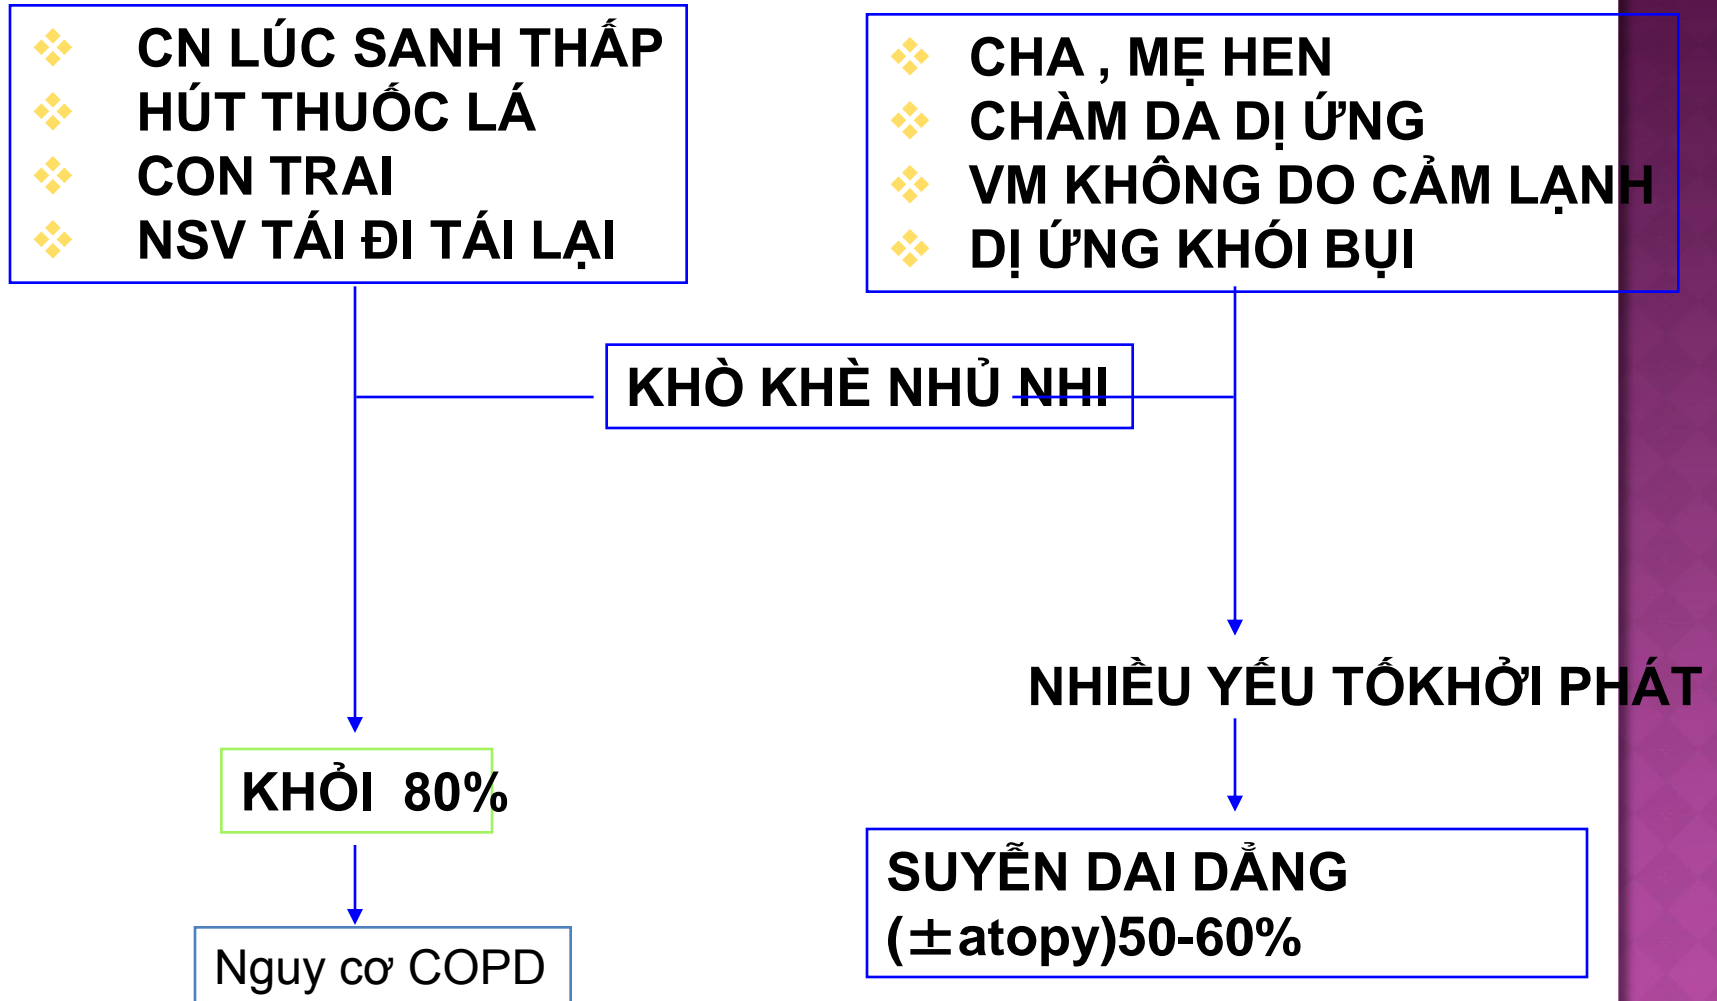 CN LÚC SANH THẤP
HÚT THUỐC LÁ
CON TRAI
NSV TÁI ĐI TÁI LẠI
CHA , MẸ HEN
CHÀM DA DỊ ỨNG
VM KHÔNG DO CẢM LẠNH
DỊ ỨNG KHÓI BỤI
KHÒ KHÈ NHỦ NHI
NHIỀU YẾU TỐKHỞI PHÁT
KHỎI 80%
SUYỄN DAI DẲNG
(±atopy)50-60%
Nguy cơ COPD